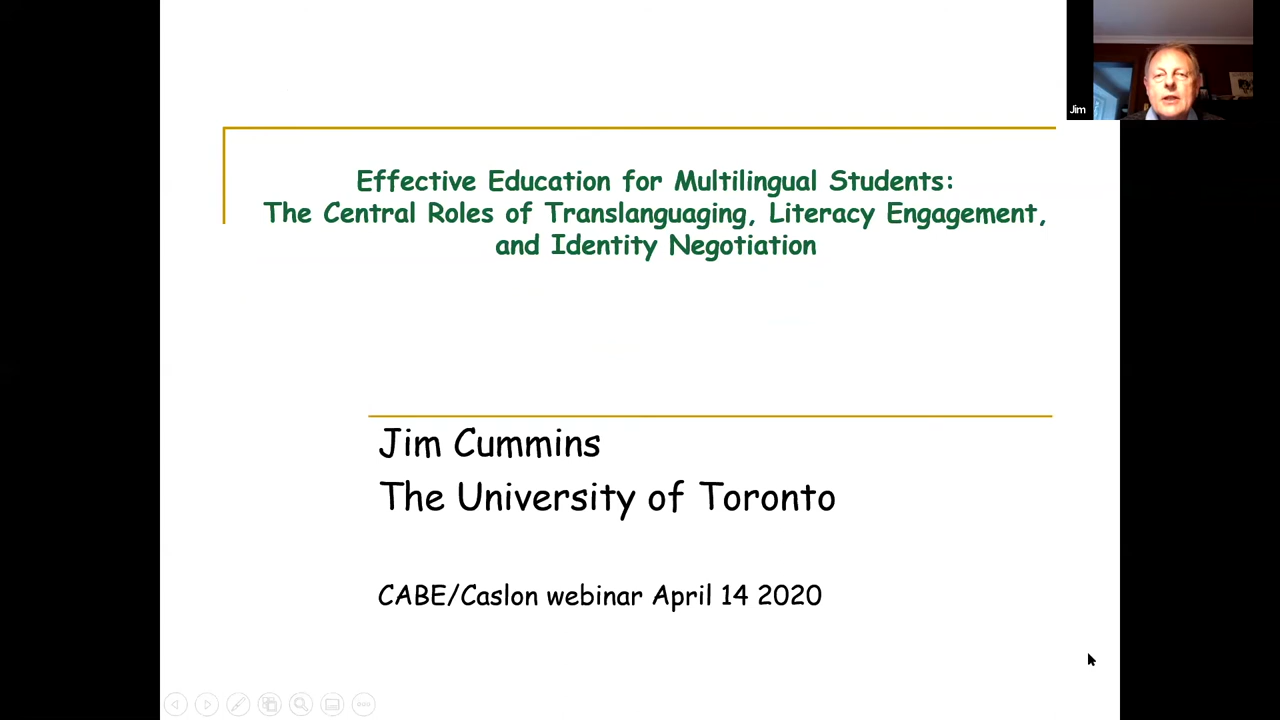 Jim
Effective Education for Multilingual Students:
The Central Roles of Translanguaging, Literacy Engagement,
and Identity Negotiation
Jim Cummins
The University of Toronto
CABE/Caslon webinar April 14 2020